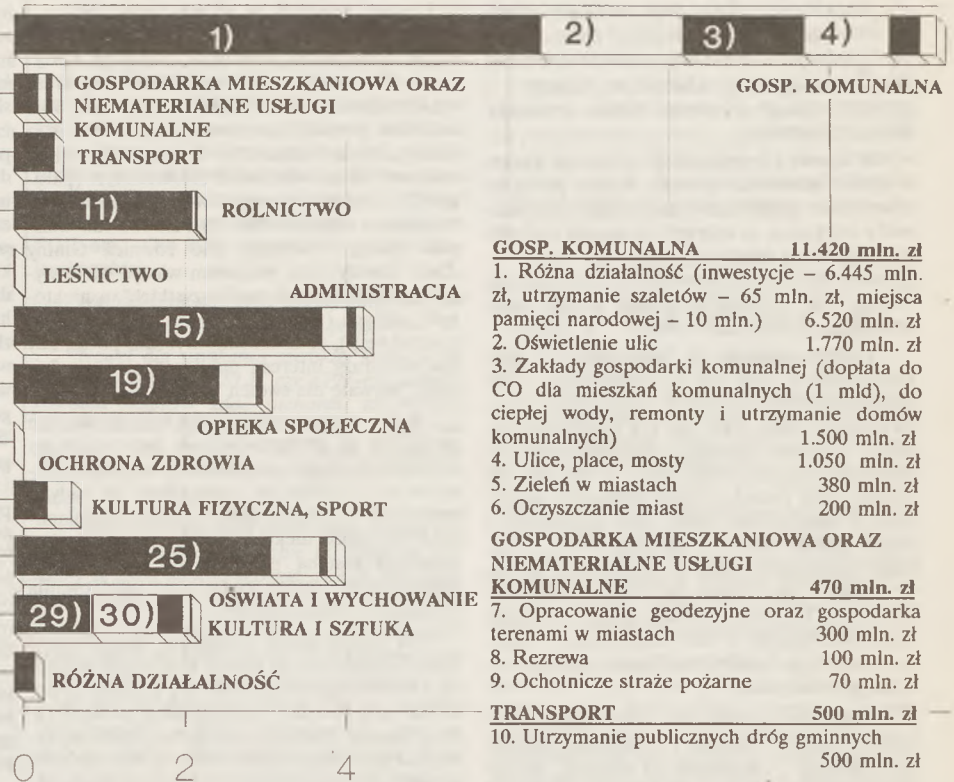 1)
2)
3)
4)
GOSPODARKA MIESZKANIOWA ORAZ
NIEMATERIALNE USŁUGI
KOMUNALNE
GOSP. KOMUNALNA
TRANSPORT
11)
ROLNICTWO
LEŚNICTWO
ADMINISTRACJA
15)
19)
OPIEKA SPOŁECZNA
OCHRONA ZDROWIA
KULTURA FIZYCZNA, SPORT
25)
OŚWIATA I WYCHOWANIE
29) 30)
KULTURA I SZTUKA
RÓŻNA DZIAŁALNOŚĆ
0 2 4
GOSP. KOMUNALNA 11.420 mln. zł
1. Różna działalność (inwestycje – 6.445 mln.
zł, utrzymanie szaletów – 65 mln. zł, miejsca
pamięci narodowej – 10 mln.) 6.520 mln. zł
2. Oświetlenie ulic 1.770 mln. zł
3. Zakłady gospodarki komunalnej (dopłata do
CO dla mieszkań komunalnych (1 mld), do
ciepłej wody, remonty i utrzymanie domów
komunalnych) 1.500 mln. zł
4. Ulice, place, mosty 1.050 mln. zł
5. Zieleń w miastach 380 mln. zł
6. Oczyszczanie miast 200 mln. zł
GOSPODARKA MIESZKANIOWA ORAZ
NIEMATERIALNE USŁUGI
KOMUNALNE 470 mln. zł
7. Opracowanie geodezyjne oraz gospodarka
terenami w miastach 300 mln. zł
8. Rezrewa 100 mln. zł
9. Ochotnicze straże pożarne 70 mln. zł
TRANSPORT 500 mln. zł
10. Utrzymanie publicznych dróg gminnych
500 mln. zł